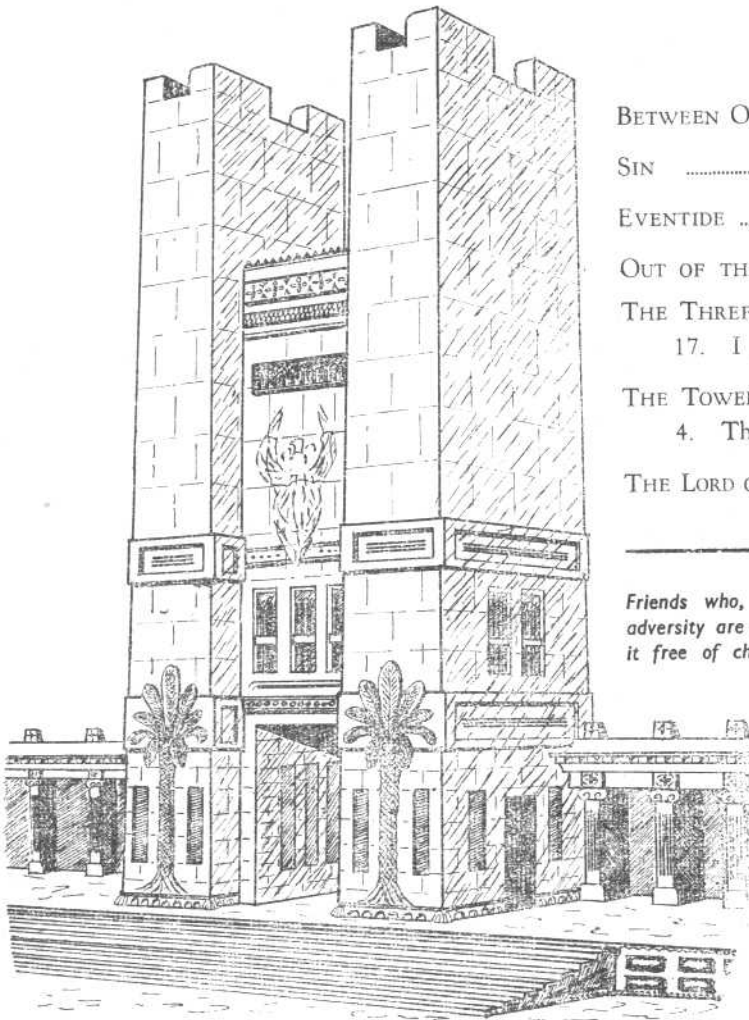 BETWEEN O
SIN ..............
EVENTIDE ..
OUT OF TH
THE THREE
17. I
THE TOWE
4. Th
THE LORD
Friends who,
adversity are
it free of ch